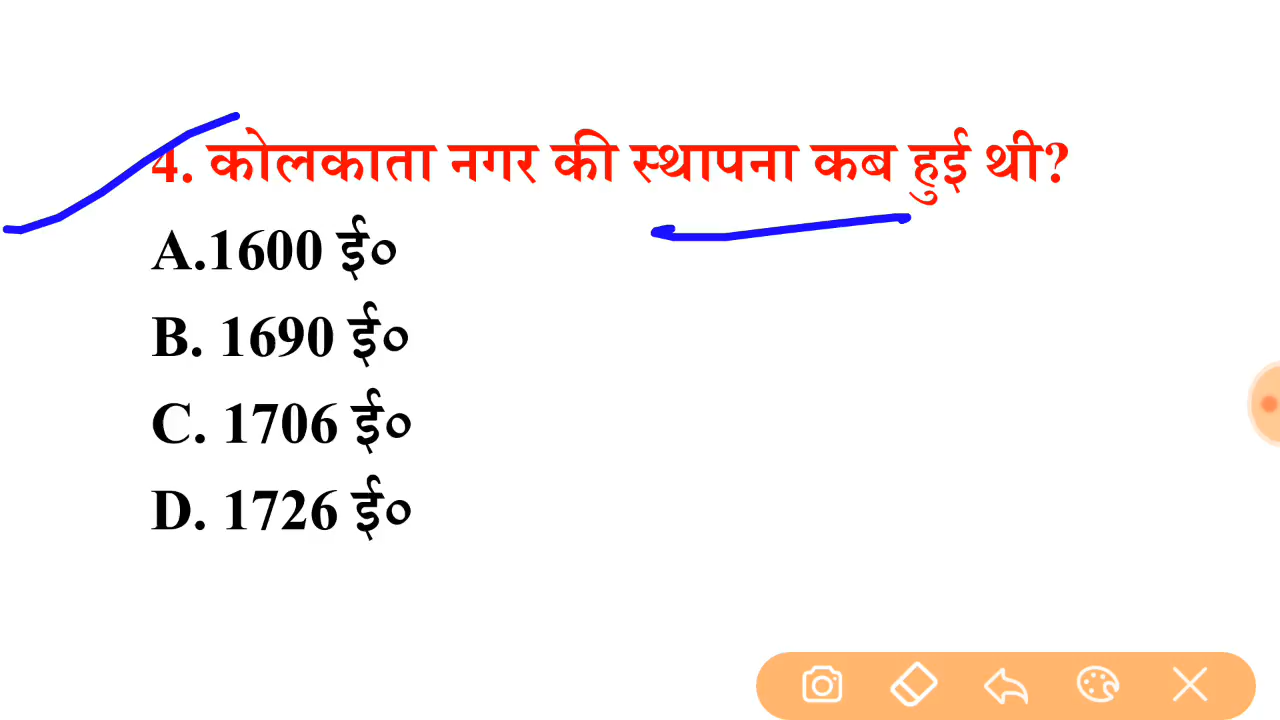 4. कोलकाता नगर की स्थापना कब हुई थी?
A.1600 ई०
B. 1690 ई०
C. 1706 ई०
D. 1726 ई०